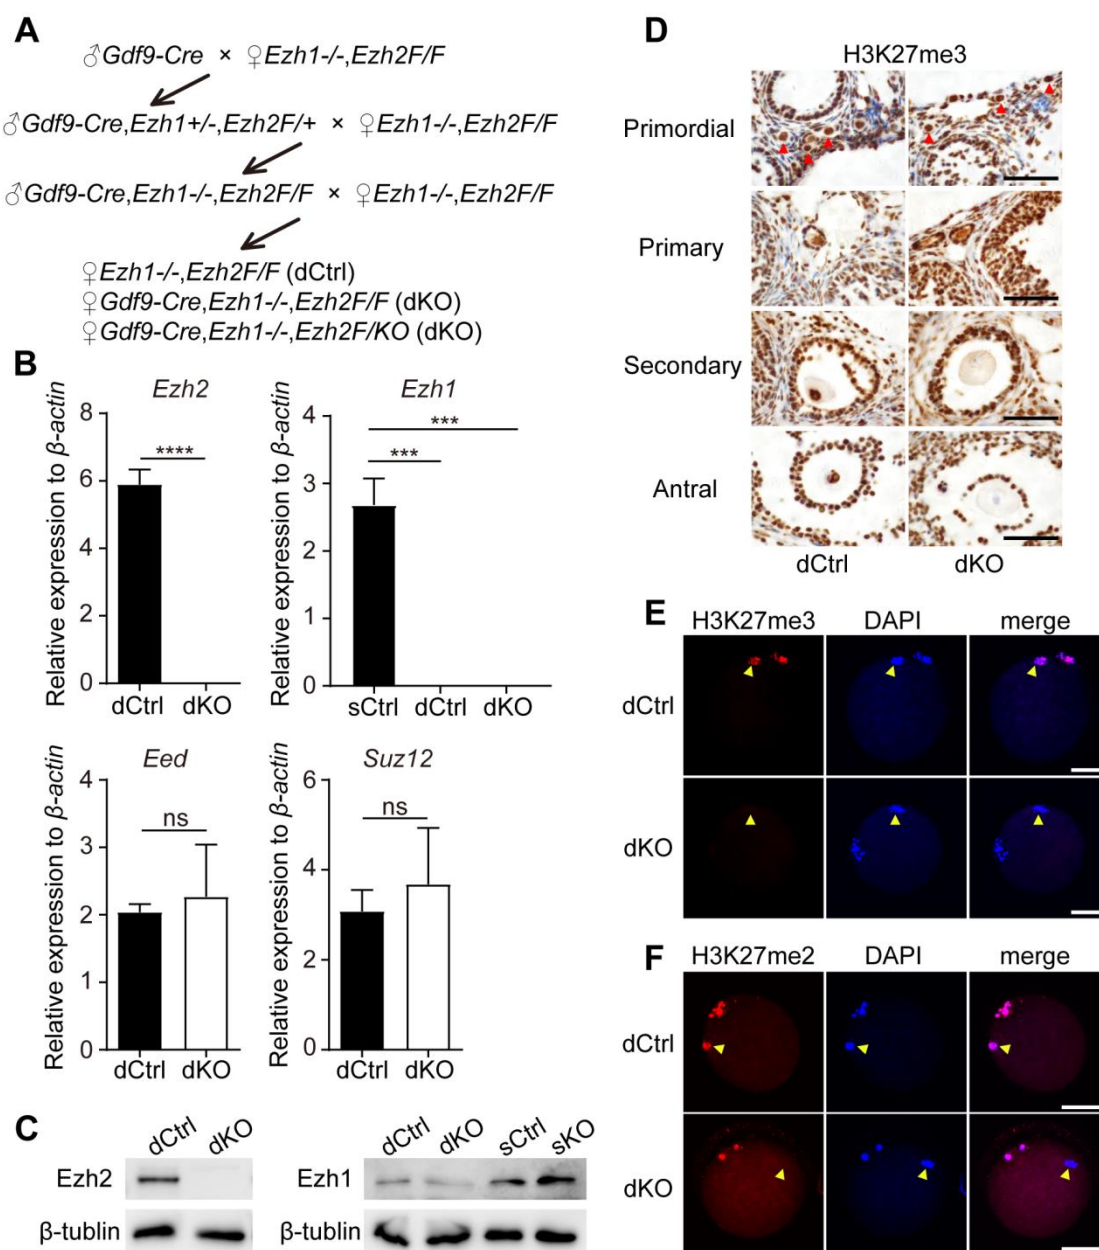 A
♂Gdf9-Cre × ♀Ezh1-/-,Ezh2F/F
♂Gdf9-Cre,Ezh1+/-,Ezh2F/+ × ♀Ezh1-/-,Ezh2F/F
♂Gdf9-Cre,Ezh1-/-,Ezh2F/F × ♀Ezh1-/-,Ezh2F/F
♀Ezh1-/-,Ezh2F/F (dCtrl)
♀Gdf9-Cre,Ezh1-/-,Ezh2F/F (dKO)
♀Gdf9-Cre,Ezh1-/-,Ezh2F/KO (dKO)
B
Ezh2
Relative expression to β-actin
8
6
4
2
0
****
dCtrl dKO
Ezh1
Relative expression to β-actin
4
3
2
1
0
***
***
sCtrl dCtrl dKO
Eed
Relative expression to β-actin
4
3
2
1
0
ns
dCtrl dKO
Suz12
Relative expression to β-actin
6
4
2
0
ns
dCtrl dKO
C
dCtrl dKO
Ezh2
β-tublin
dCtrl dKO sCtrl sKO
Ezh1
β-tublin
D
H3K27me3
Primordial
Primary
Secondary
Antral
dCtrl dKO
E
H3K27me3 DAPI merge
dCtrl
dKO
F
H3K27me2 DAPI merge
dCtrl
dKO